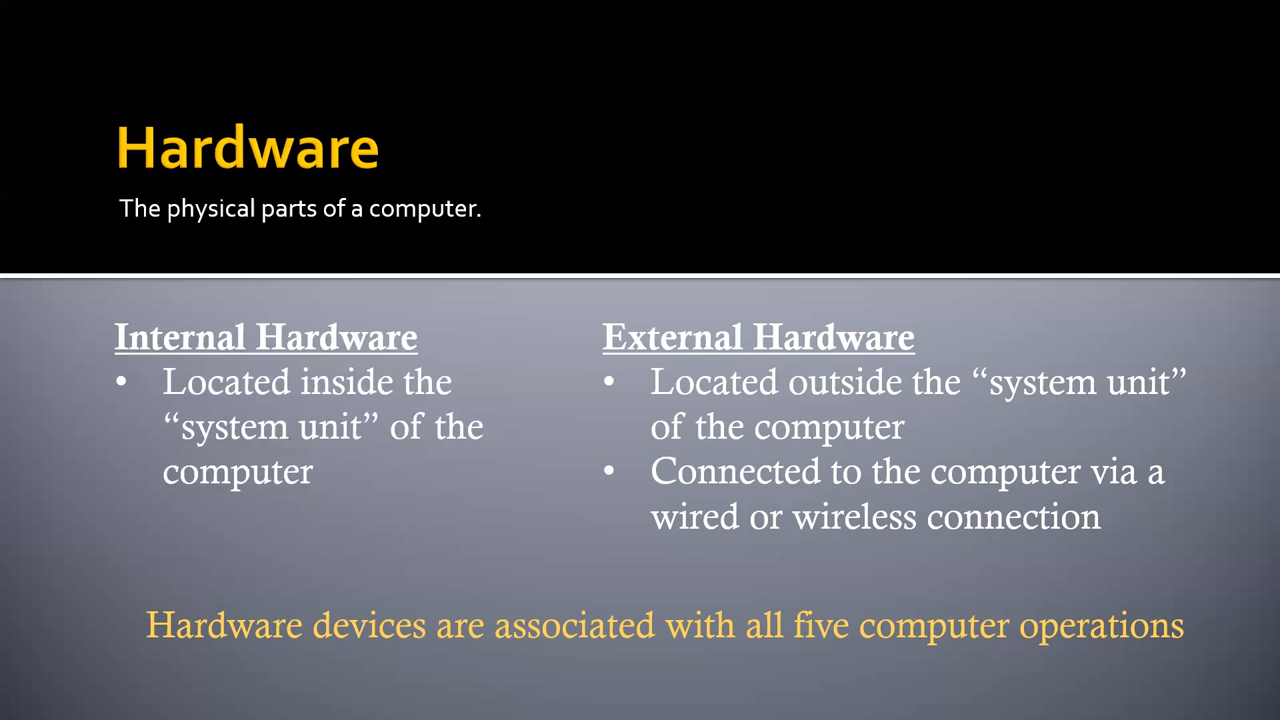 Hardware
The physical parts of a computer.
Internal Hardware
• Located inside the
“system unit” of the
computer
External Hardware
• Located outside the “system unit”
of the computer
• Connected to the computer via a
wired or wireless connection
Hardware devices are associated with all five computer operations